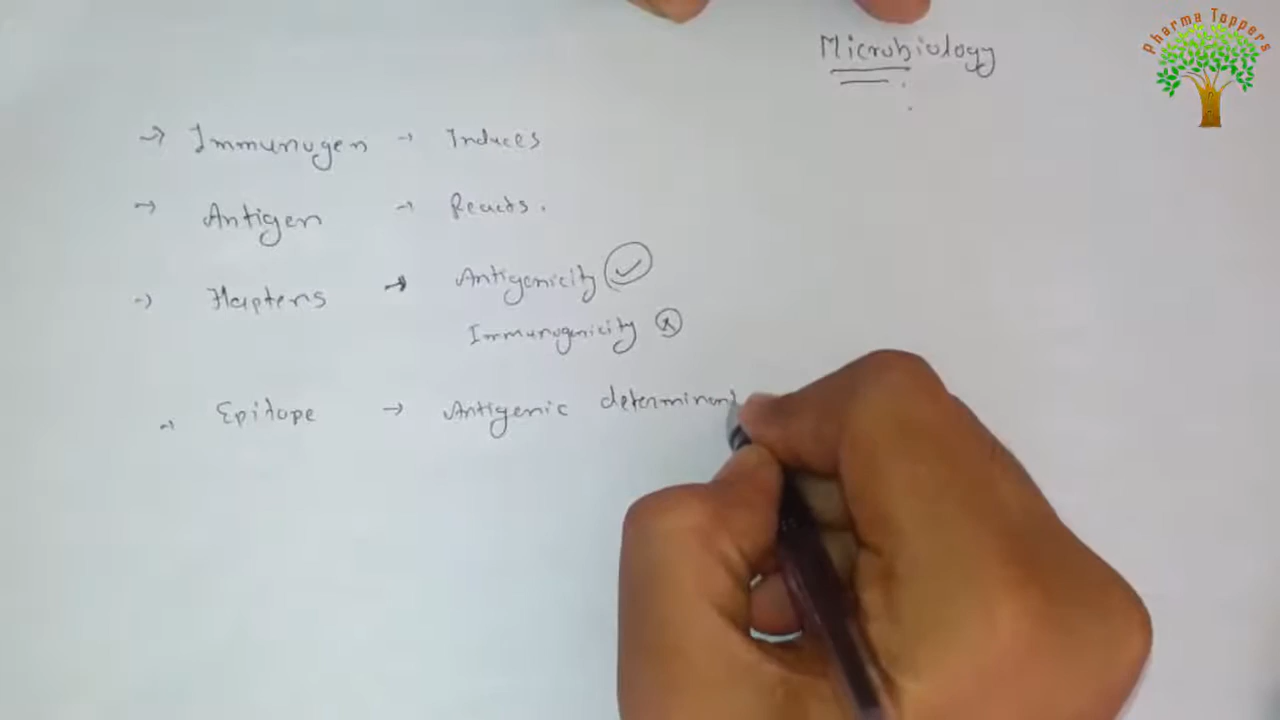 Pharma Toppers
Microbiology
→ Immunogen → Induces
→ Antigen → Reacts.
→ Haptens → Antigenicity ✓
Immunogenicity x
→ Epitope → Antigenic determinant